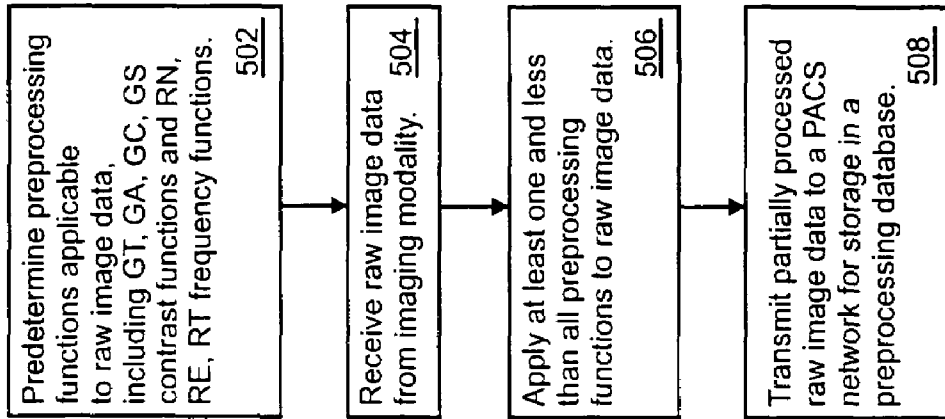 Predetermine preprocessing
functions applicable
to raw image data,
including GT, GA, GC, GS
contrast functions and RN,
RE, RT frequency functions.
502
Receive raw image data
from imaging modality.
504
Apply at least one and less
than all preprocessing
functions to raw image data.
506
Transmit partially processed
raw image data to a PACS
network for storage in a
preprocessing database.
508